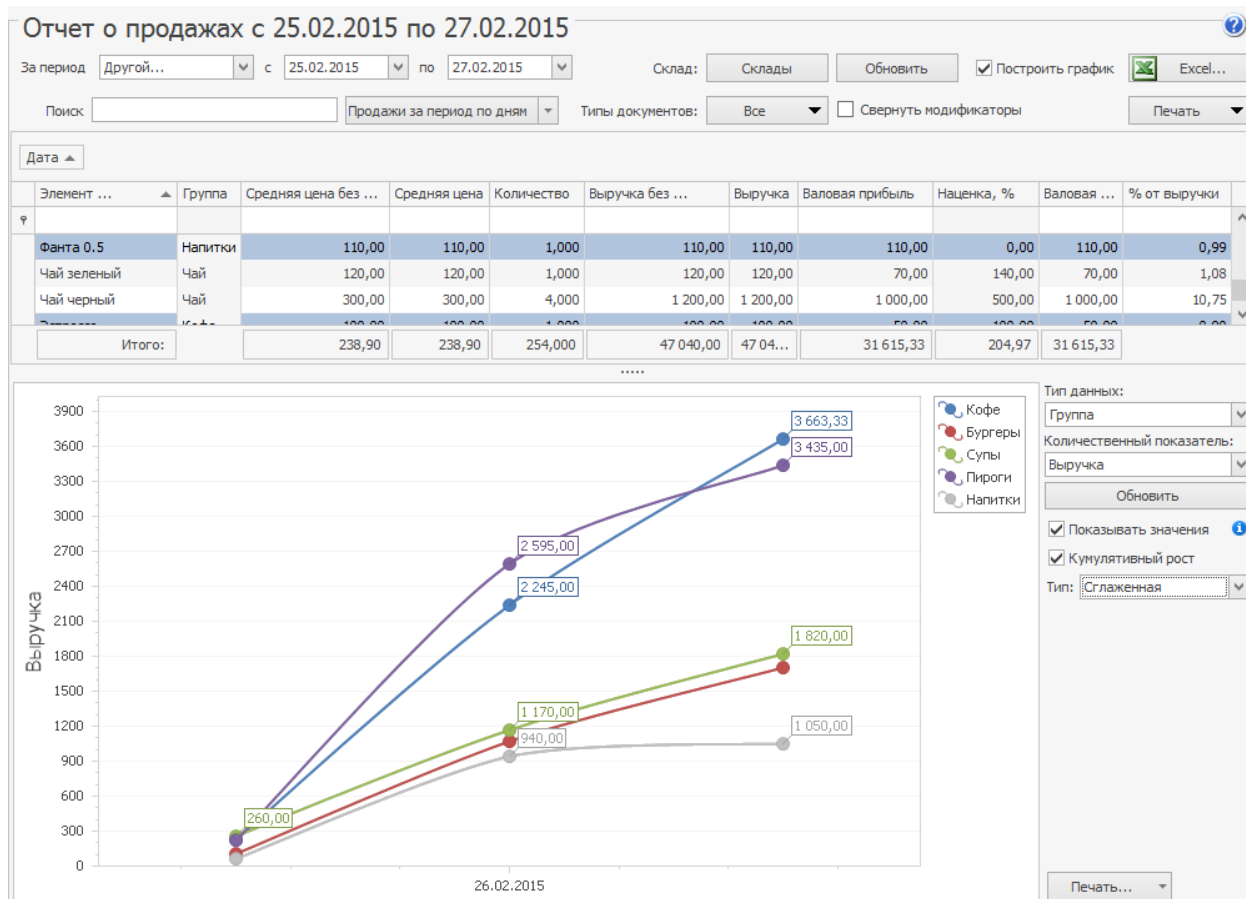 Отчет о продажах с 25.02.2015 по 27.02.2015
За период Другой... с 25.02.2015 по 27.02.2015 Склад: Склады Обновить Построить график Excel...
Поиск Продажи за период по дням Типы документов: Все Свернуть модификаторы Печать
Дата
Элемент ... Группа Средняя цена без ... Средняя цена Количество Выручка без ... Выручка Валовая прибыль Наценка, % Валовая ... % от выручки
Фанта 0.5 Напитки 110,00 110,00 1,000 110,00 110,00 110,00 0,00 110,00 0,99
Чай зеленый Чай 120,00 120,00 1,000 120,00 120,00 70,00 140,00 70,00 1,08
Чай черный Чай 300,00 300,00 4,000 1 200,00 1 200,00 1 000,00 500,00 1 000,00 10,75
Итого: 238,90 238,90 254,000 47 040,00 47 04... 31 615,33 204,97 31 615,33
Тип данных:
Группа
Количественный показатель:
Выручка
Обновить
Показывать значения
Кумулятивный рост
Тип: Сглаженная
Печать...
Кофе
Бургеры
Супы
Пироги
Напитки
Выручка
3900
3600
3300
3000
2700
2400
2100
1800
1500
1200
900
600
300
0
3 663,33
3 435,00
2 595,00
2 245,00
1 820,00
1 170,00
940,00
1 050,00
260,00
26.02.2015